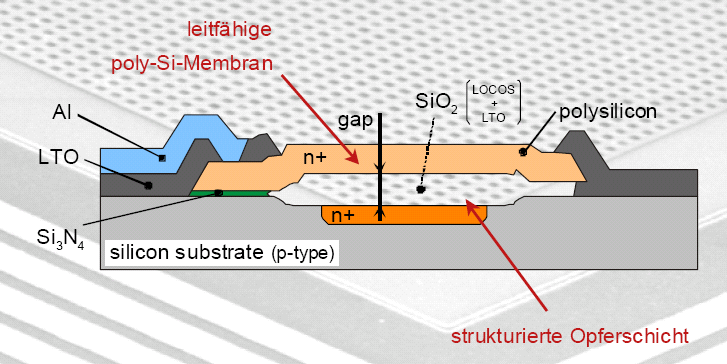 leitfähige
poly-Si-Membran
SiO2 [LOCOS + LTO]
polysilicon
Al
gap
n+
LTO
n+
Si3N4
silicon substrate (p-type)
strukturierte Opferschicht